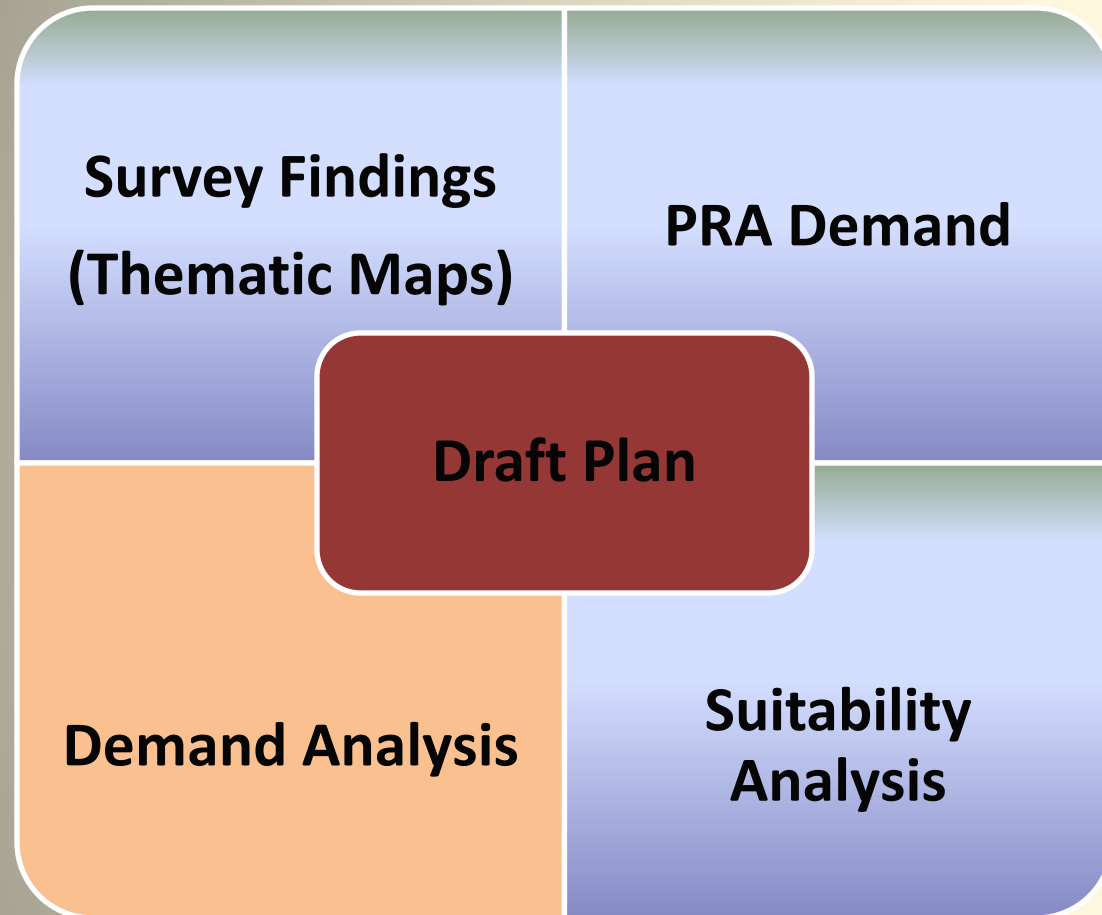 Survey Findings
(Thematic Maps)
PRA Demand
Draft Plan
Demand Analysis
Suitability
Analysis